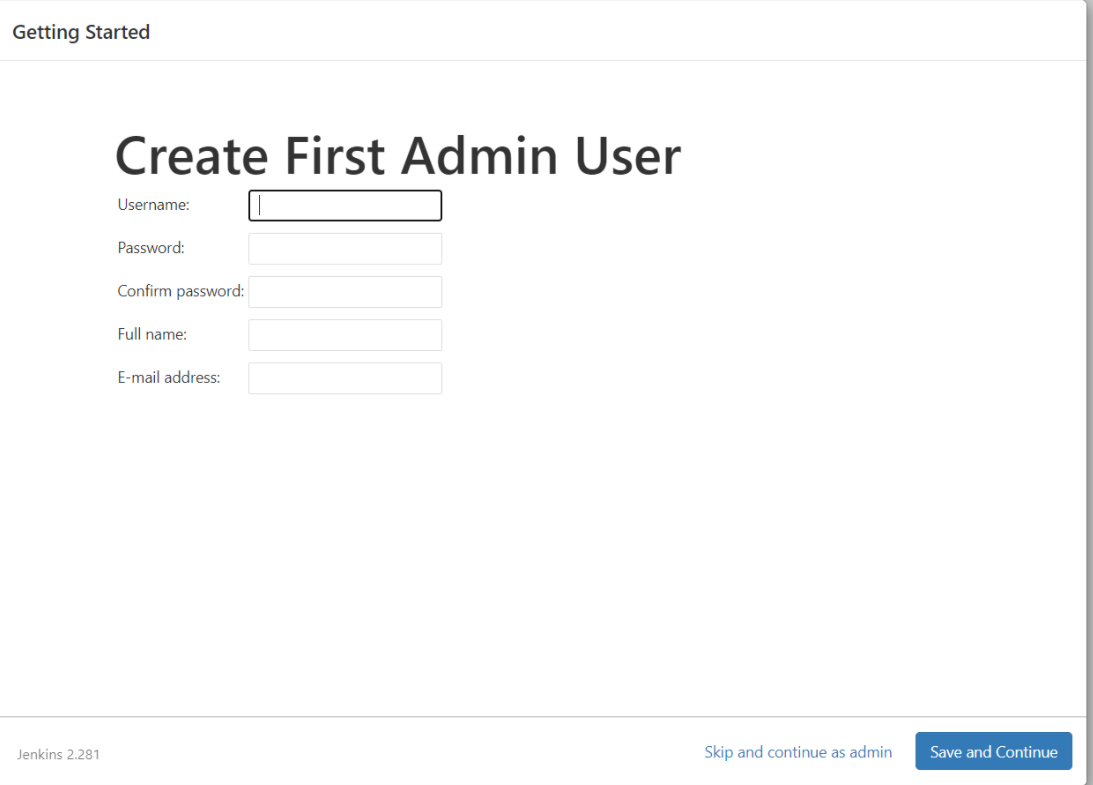 Getting Started
Create First Admin User
Username:
Password:
Confirm password:
Full name:
E-mail address:
Jenkins 2.281
Skip and continue as admin
Save and Continue